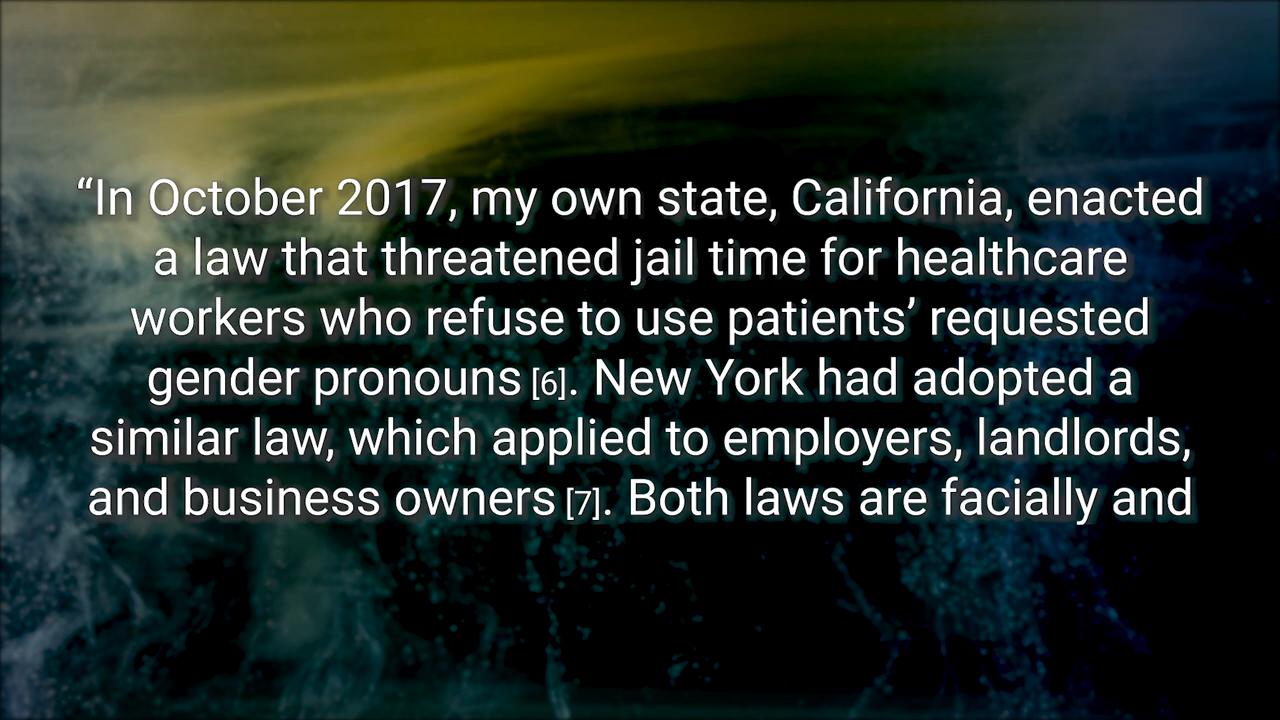 “In October 2017, my own state, California, enacted
a law that threatened jail time for healthcare
workers who refuse to use patients’ requested
gender pronouns [6]. New York had adopted a
similar law, which applied to employers, landlords,
and business owners [7]. Both laws are facially and